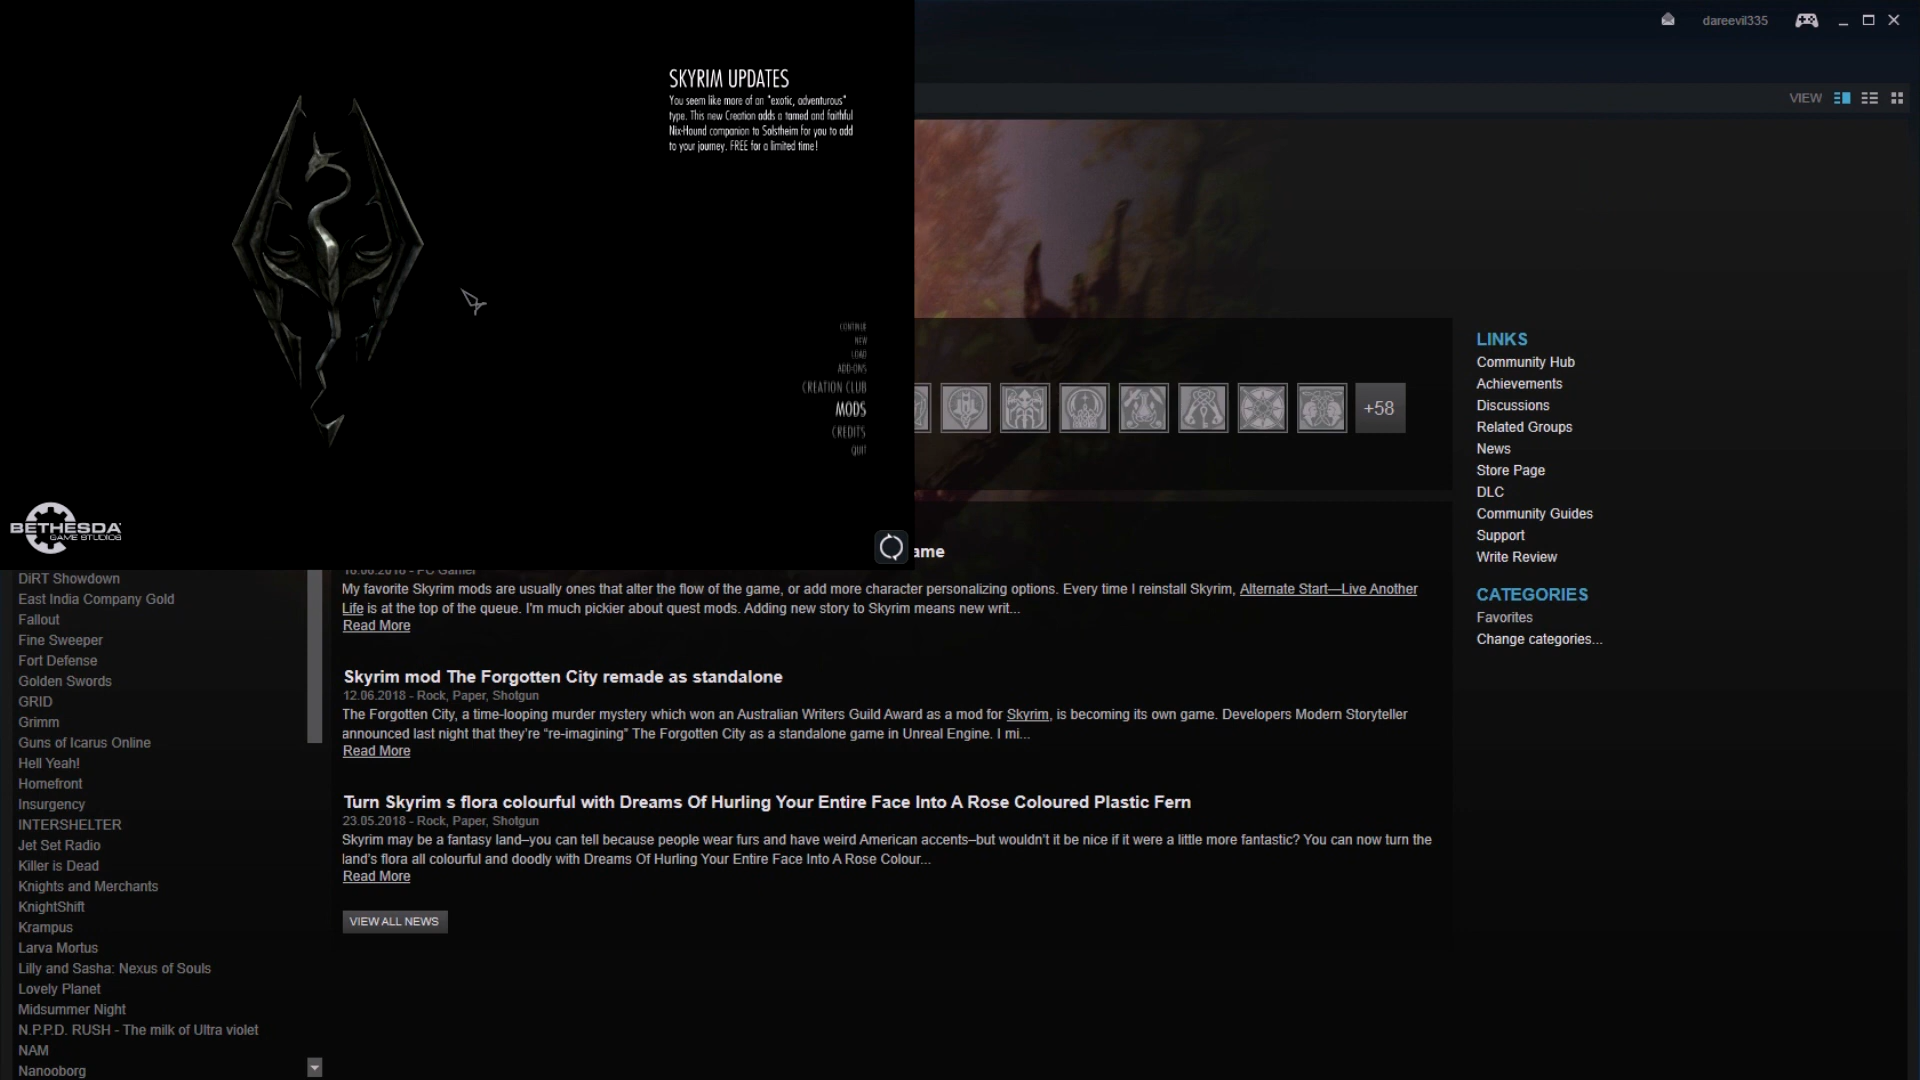 dareevil335
VIEW
SKYRIM UPDATES
You seem like more of an "exotic, adventurous"
type. This new Creation adds a tamed and faithful
Nix-Hound companion to Solstheim for you to add
to your journey. FREE for a limited time!
CONTINUE
NEW
LOAD
ADD-ONS
CREATION CLUB
MODS
CREDITS
QUIT
BETHESDA
GAME STUDIOS
+58
LINKS
Community Hub
Achievements
Discussions
Related Groups
News
Store Page
DLC
Community Guides
Support
Write Review
CATEGORIES
Favorites
Change categories...
ame
16.06.2018 - PC Gamer
My favorite Skyrim mods are usually ones that alter the flow of the game, or add more character personalizing options. Every time I reinstall Skyrim, Alternate Start—Live Another
Life is at the top of the queue. I'm much pickier about quest mods. Adding new story to Skyrim means new writ...
Read More
Skyrim mod The Forgotten City remade as standalone
12.06.2018 - Rock, Paper, Shotgun
The Forgotten City, a time-looping murder mystery which won an Australian Writers Guild Award as a mod for Skyrim, is becoming its own game. Developers Modern Storyteller
announced last night that they're “re-imagining” The Forgotten City as a standalone game in Unreal Engine. I mi...
Read More
Turn Skyrim s flora colourful with Dreams Of Hurling Your Entire Face Into A Rose Coloured Plastic Fern
23.05.2018 - Rock, Paper, Shotgun
Skyrim may be a fantasy land–you can tell because people wear furs and have weird American accents–but wouldn't it be nice if it were a little more fantastic? You can now turn the
land's flora all colourful and doodly with Dreams Of Hurling Your Entire Face Into A Rose Colour...
Read More
VIEW ALL NEWS
DiRT Showdown
East India Company Gold
Fallout
Fine Sweeper
Fort Defense
Golden Swords
GRID
Grimm
Guns of Icarus Online
Hell Yeah!
Homefront
Insurgency
INTERSHELTER
Jet Set Radio
Killer is Dead
Knights and Merchants
KnightShift
Krampus
Larva Mortus
Lilly and Sasha: Nexus of Souls
Lovely Planet
Midsummer Night
N.P.P.D. RUSH - The milk of Ultra violet
NAM
Nanooborg